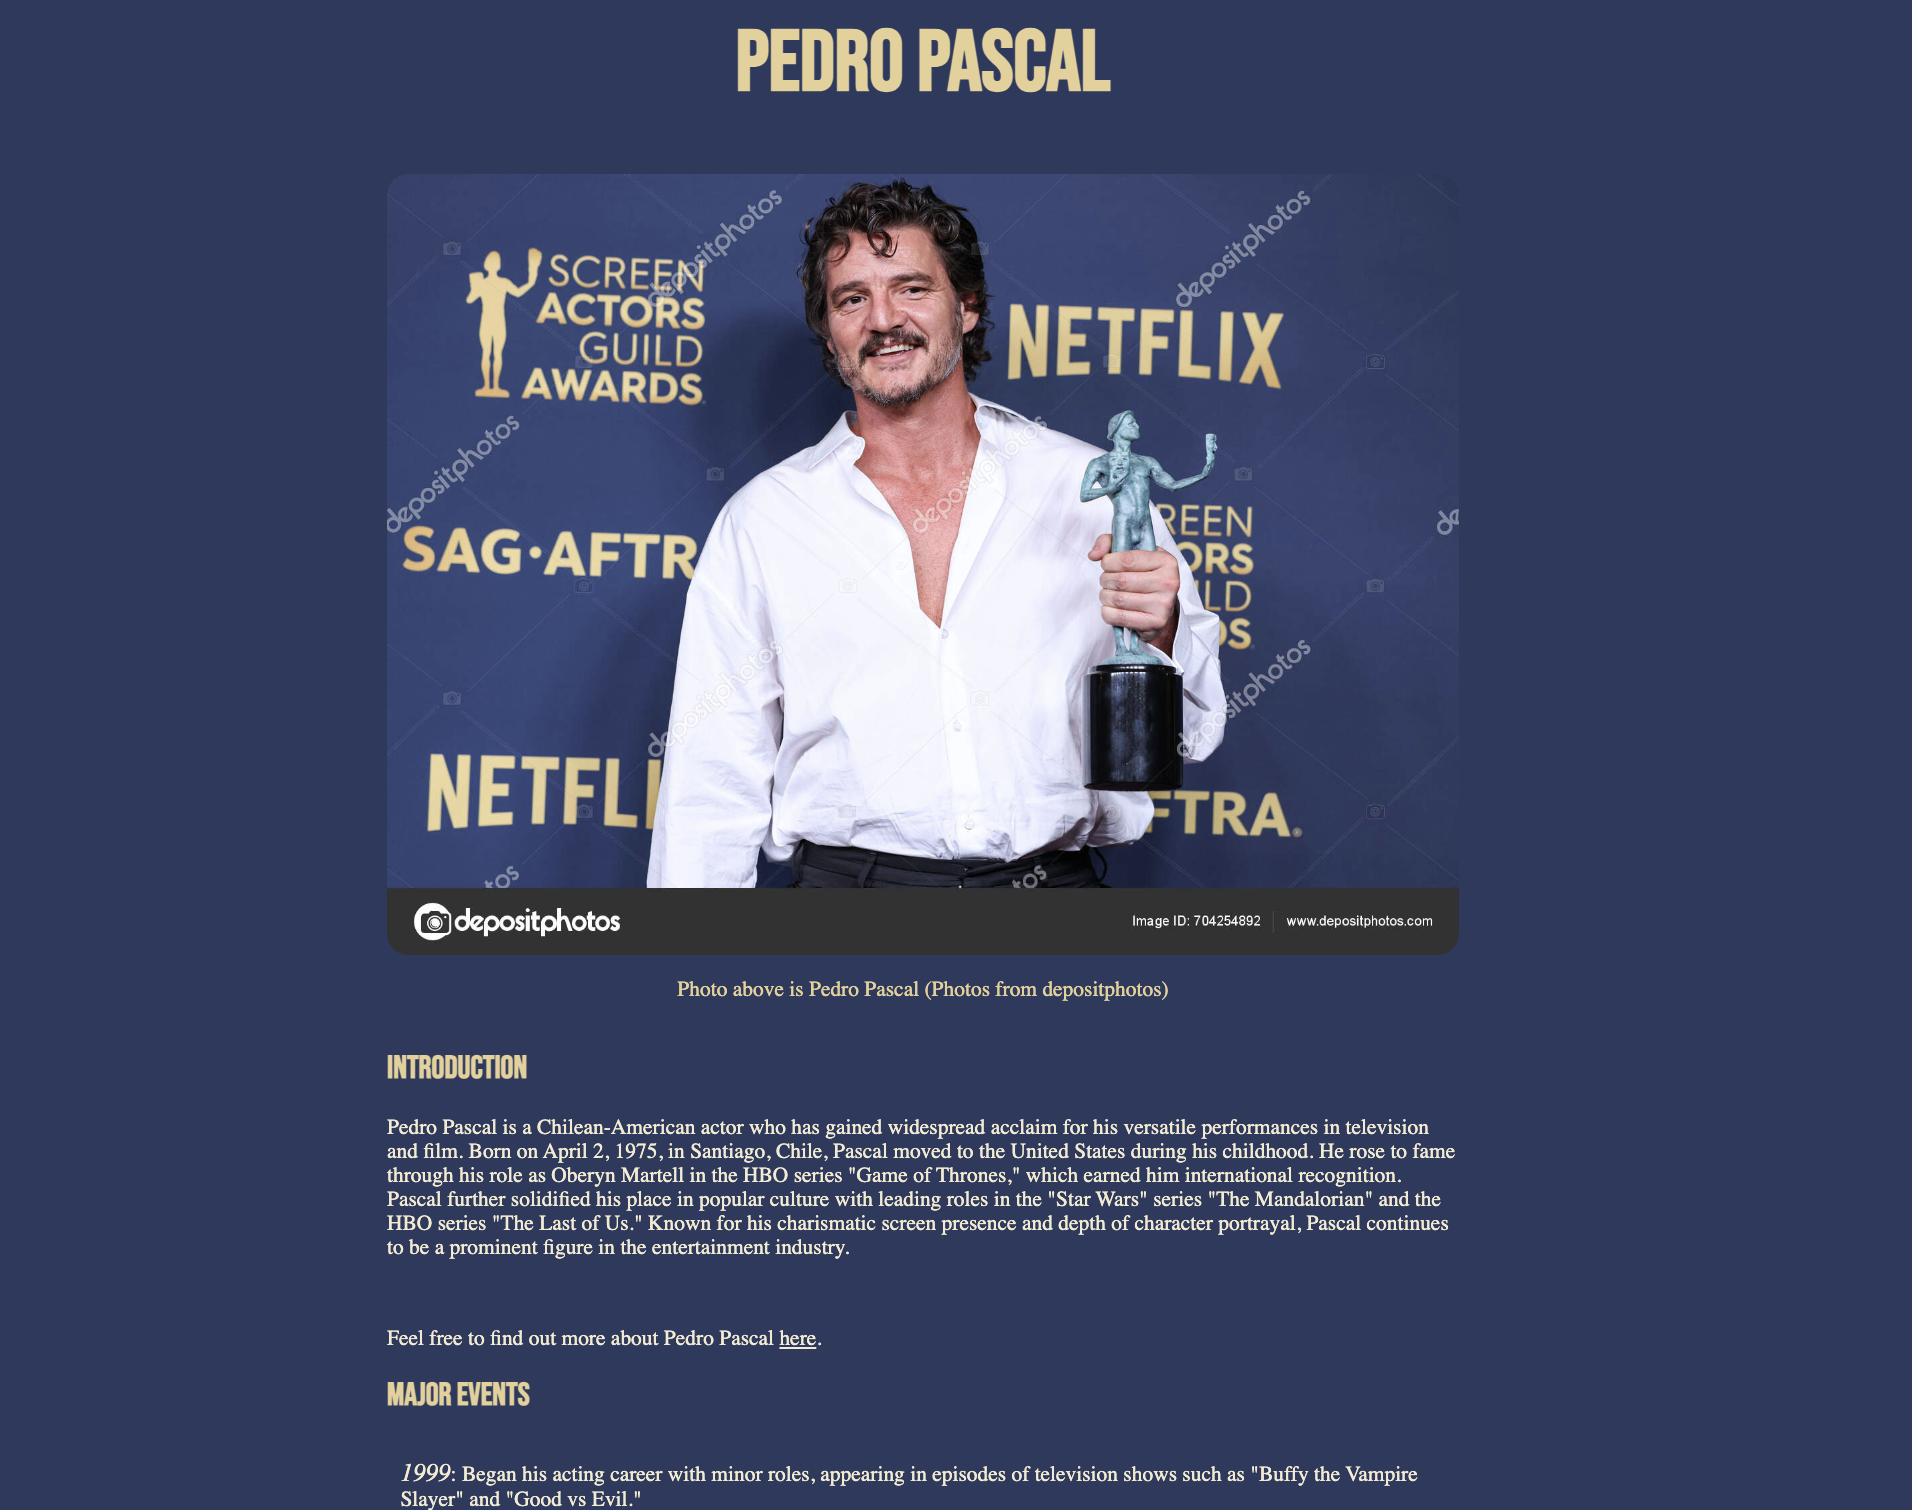 PEDRO PASCAL
depositphotos
depositphotos
SCREEN
ACTORS
GUILD
AWARDS
NETFLIX
depositphotos
depositphotos
de
SAG·AFTR
REEN
ORS
LD
DS
depositphotos
depositphotos
NETFLI
FTRA
tos
tos
depositphotos
Image ID: 704254892
www.depositphotos.com
Photo above is Pedro Pascal (Photos from depositphotos)
INTRODUCTION
Pedro Pascal is a Chilean-American actor who has gained widespread acclaim for his versatile performances in television
and film. Born on April 2, 1975, in Santiago, Chile, Pascal moved to the United States during his childhood. He rose to fame
through his role as Oberyn Martell in the HBO series "Game of Thrones," which earned him international recognition.
Pascal further solidified his place in popular culture with leading roles in the "Star Wars" series "The Mandalorian" and the
HBO series "The Last of Us." Known for his charismatic screen presence and depth of character portrayal, Pascal continues
to be a prominent figure in the entertainment industry.
Feel free to find out more about Pedro Pascal here.
MAJOR EVENTS
1999: Began his acting career with minor roles, appearing in episodes of television shows such as "Buffy the Vampire
Slayer" and "Good vs Evil."